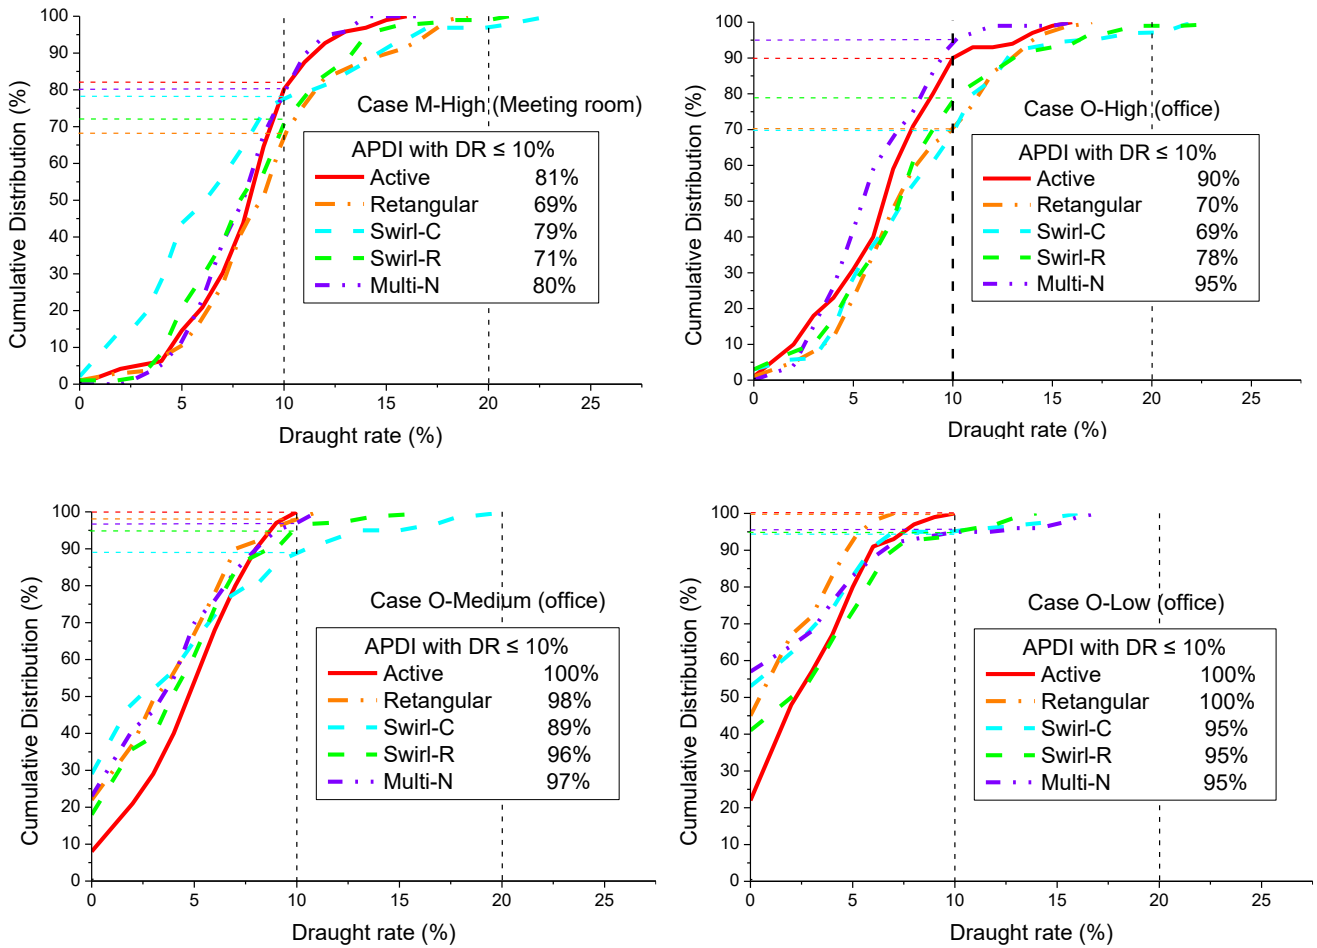 100
90
80
70
60
50
40
30
20
10
0
Cumulative Distribution (%)
Case M-High (Meeting room)
APDI with DR ≤ 10%
Active 81%
Retangular 69%
Swirl-C 79%
Swirl-R 71%
Multi-N 80%
0 5 10 15 20 25
Draught rate (%)
100
90
80
70
60
50
40
30
20
10
0
Cumulative Distribution (%)
Case O-High (office)
APDI with DR ≤ 10%
Active 90%
Retangular 70%
Swirl-C 69%
Swirl-R 78%
Multi-N 95%
0 5 10 15 20 25
Draught rate (%)
100
90
80
70
60
50
40
30
20
10
0
Cumulative Distribution (%)
Case O-Medium (office)
APDI with DR ≤ 10%
Active 100%
Retangular 98%
Swirl-C 89%
Swirl-R 96%
Multi-N 97%
0 5 10 15 20 25
Draught rate (%)
100
90
80
70
60
50
40
30
20
10
0
Cumulative Distribution (%)
Case O-Low (office)
APDI with DR ≤ 10%
Active 100%
Retangular 100%
Swirl-C 95%
Swirl-R 95%
Multi-N 95%
0 5 10 15 20 25
Draught rate (%)